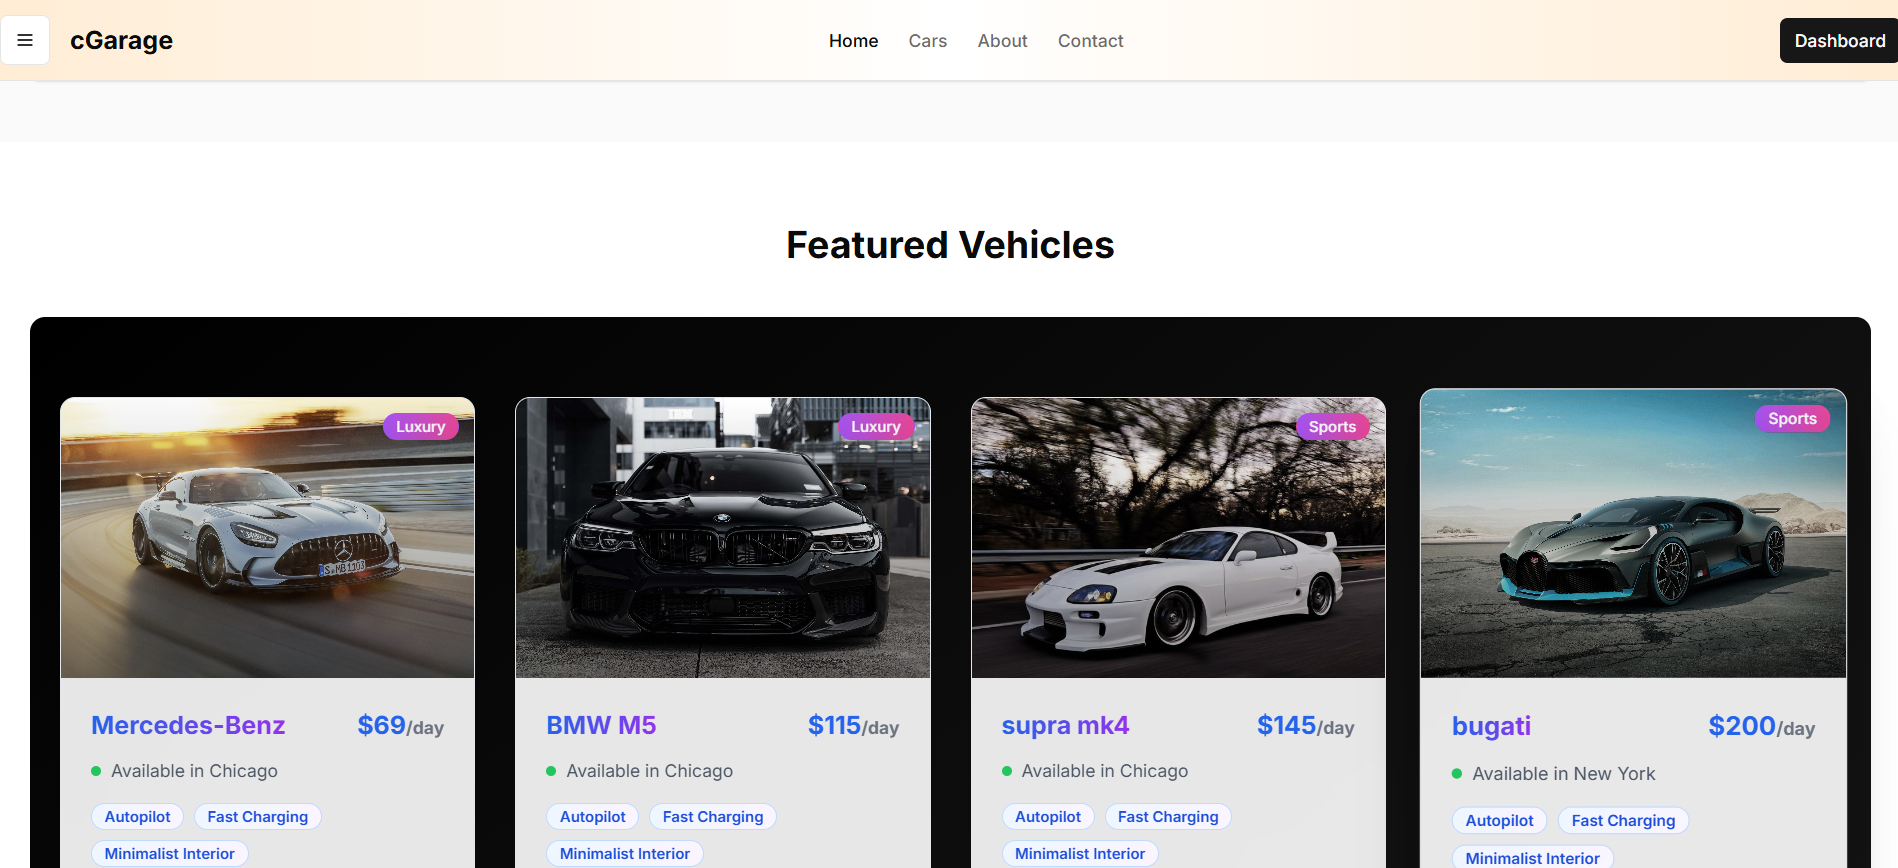 cGarage Home Cars About Contact Dashboard
Featured Vehicles
Luxury Luxury Sports Sports
S MB 1103
Mercedes-Benz $69/day BMW M5 $115/day supra mk4 $145/day bugati $200/day
Available in Chicago Available in Chicago Available in Chicago Available in New York
Autopilot Fast Charging Autopilot Fast Charging Autopilot Fast Charging Autopilot Fast Charging
Minimalist Interior Minimalist Interior Minimalist Interior Minimalist Interior